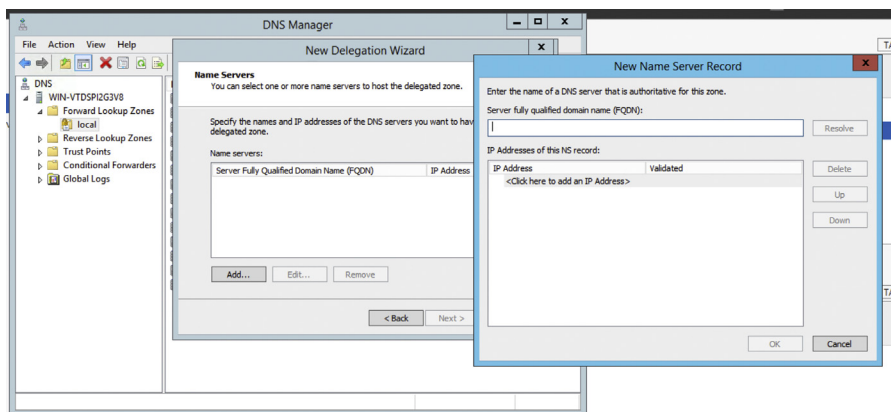 DNS Manager
File Action View Help
DNS
WIN-VTDSPI2G3V8
Forward Lookup Zones
local
Reverse Lookup Zones
Trust Points
Conditional Forwarders
Global Logs
New Delegation Wizard
X
Name Servers
You can select one or more name servers to host the delegated zone.
Specify the names and IP addresses of the DNS servers you want to hav
delegated zone.
Name servers:
Server Fully Qualified Domain Name (FQDN) IP Address
Add... Edit... Remove
< Back Next >
New Name Server Record
X
Enter the name of a DNS server that is authoritative for this zone.
Server fully qualified domain name (FQDN):
Resolve
IP Addresses of this NS record:
IP Address Validated
<Click here to add an IP Address>
Delete
Up
Down
OK Cancel